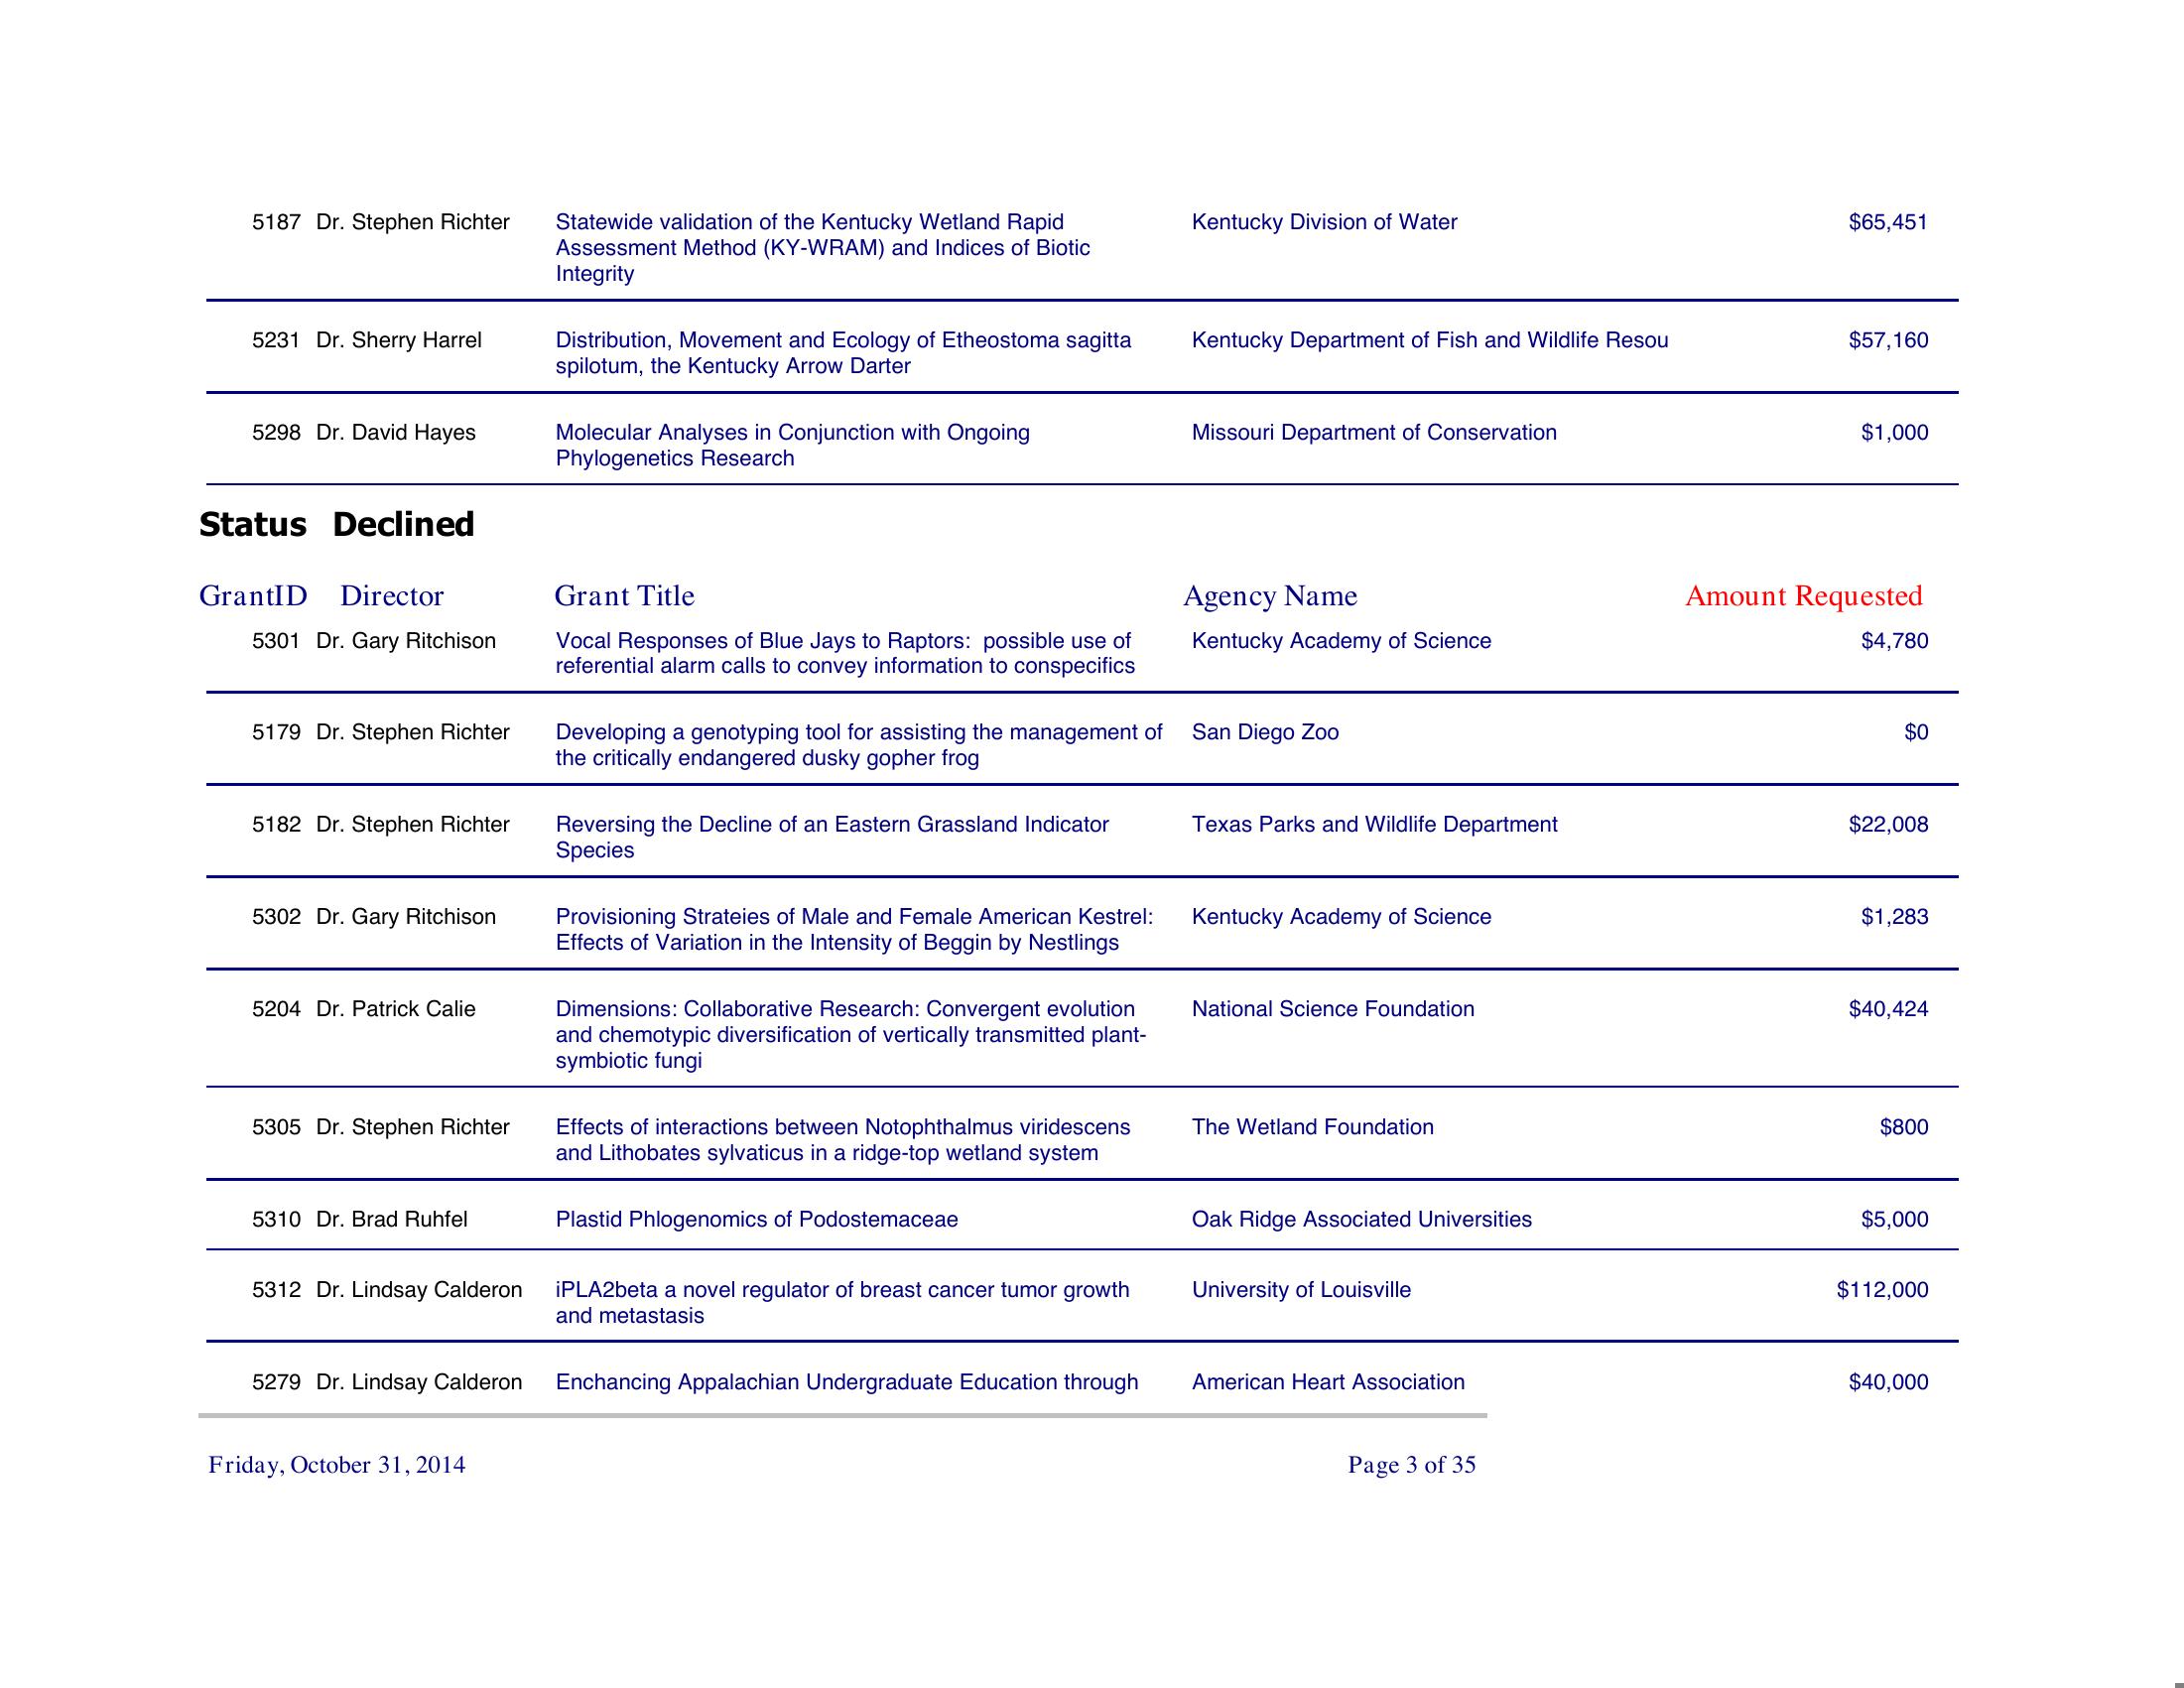 5187 Dr. Stephen Richter Statewide validation of the Kentucky Wetland Rapid Kentucky Division of Water $65,451
Assessment Method (KY-WRAM) and Indices of Biotic
Integrity
5231 Dr. Sherry Harrel Distribution, Movement and Ecology of Etheostoma sagitta Kentucky Department of Fish and Wildlife Resou $57,160
spilotum, the Kentucky Arrow Darter
5298 Dr. David Hayes Molecular Analyses in Conjunction with Ongoing Missouri Department of Conservation $1,000
Phylogenetics Research
Status Declined
GrantID Director Grant Title Agency Name Amount Requested
5301 Dr. Gary Ritchison Vocal Responses of Blue Jays to Raptors: possible use of Kentucky Academy of Science $4,780
referential alarm calls to convey information to conspecifics
5179 Dr. Stephen Richter Developing a genotyping tool for assisting the management of San Diego Zoo $0
the critically endangered dusky gopher frog
5182 Dr. Stephen Richter Reversing the Decline of an Eastern Grassland Indicator Texas Parks and Wildlife Department $22,008
Species
5302 Dr. Gary Ritchison Provisioning Strateies of Male and Female American Kestrel: Kentucky Academy of Science $1,283
Effects of Variation in the Intensity of Beggin by Nestlings
5204 Dr. Patrick Calie Dimensions: Collaborative Research: Convergent evolution National Science Foundation $40,424
and chemotypic diversification of vertically transmitted plant-
symbiotic fungi
5305 Dr. Stephen Richter Effects of interactions between Notophthalmus viridescens The Wetland Foundation $800
and Lithobates sylvaticus in a ridge-top wetland system
5310 Dr. Brad Ruhfel Plastid Phlogenomics of Podostemaceae Oak Ridge Associated Universities $5,000
5312 Dr. Lindsay Calderon iPLA2beta a novel regulator of breast cancer tumor growth University of Louisville $112,000
and metastasis
5279 Dr. Lindsay Calderon Enchancing Appalachian Undergraduate Education through American Heart Association $40,000
Friday, October 31, 2014 Page 3 of 35